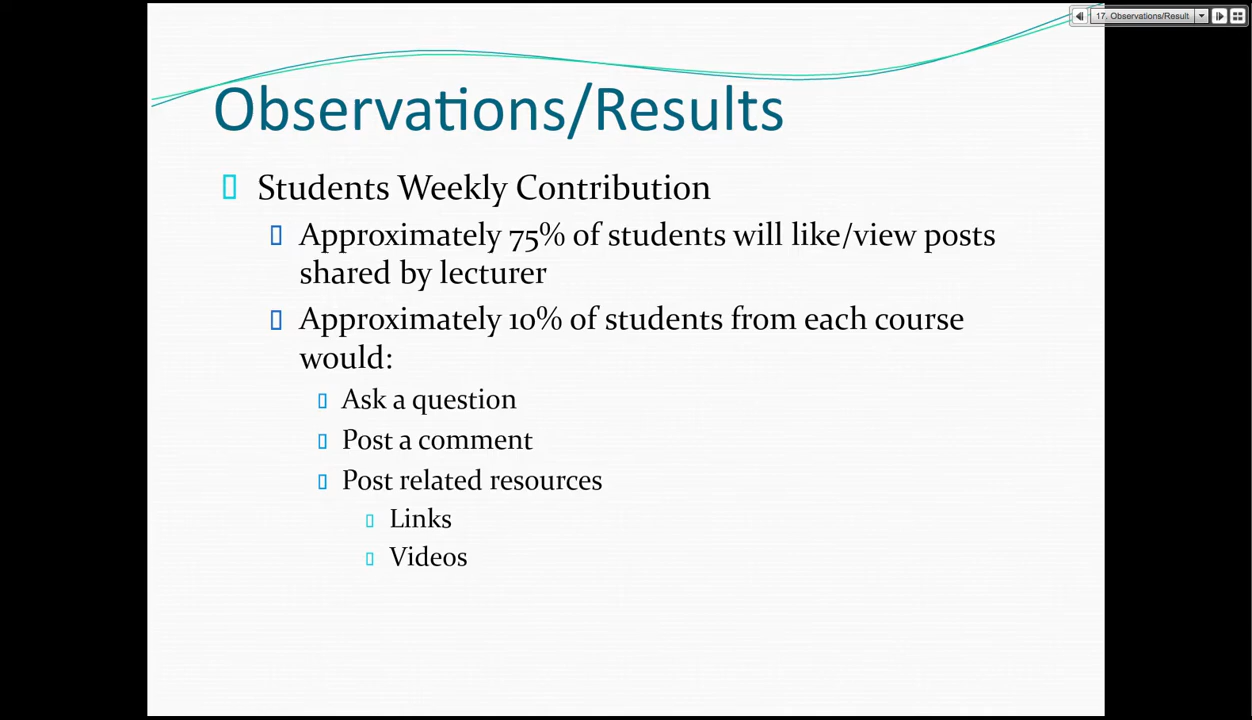 17. Observations/Result
Observations/Results
Students Weekly Contribution
Approximately 75% of students will like/view posts
shared by lecturer
Approximately 10% of students from each course
would:
Ask a question
Post a comment
Post related resources
Links
Videos